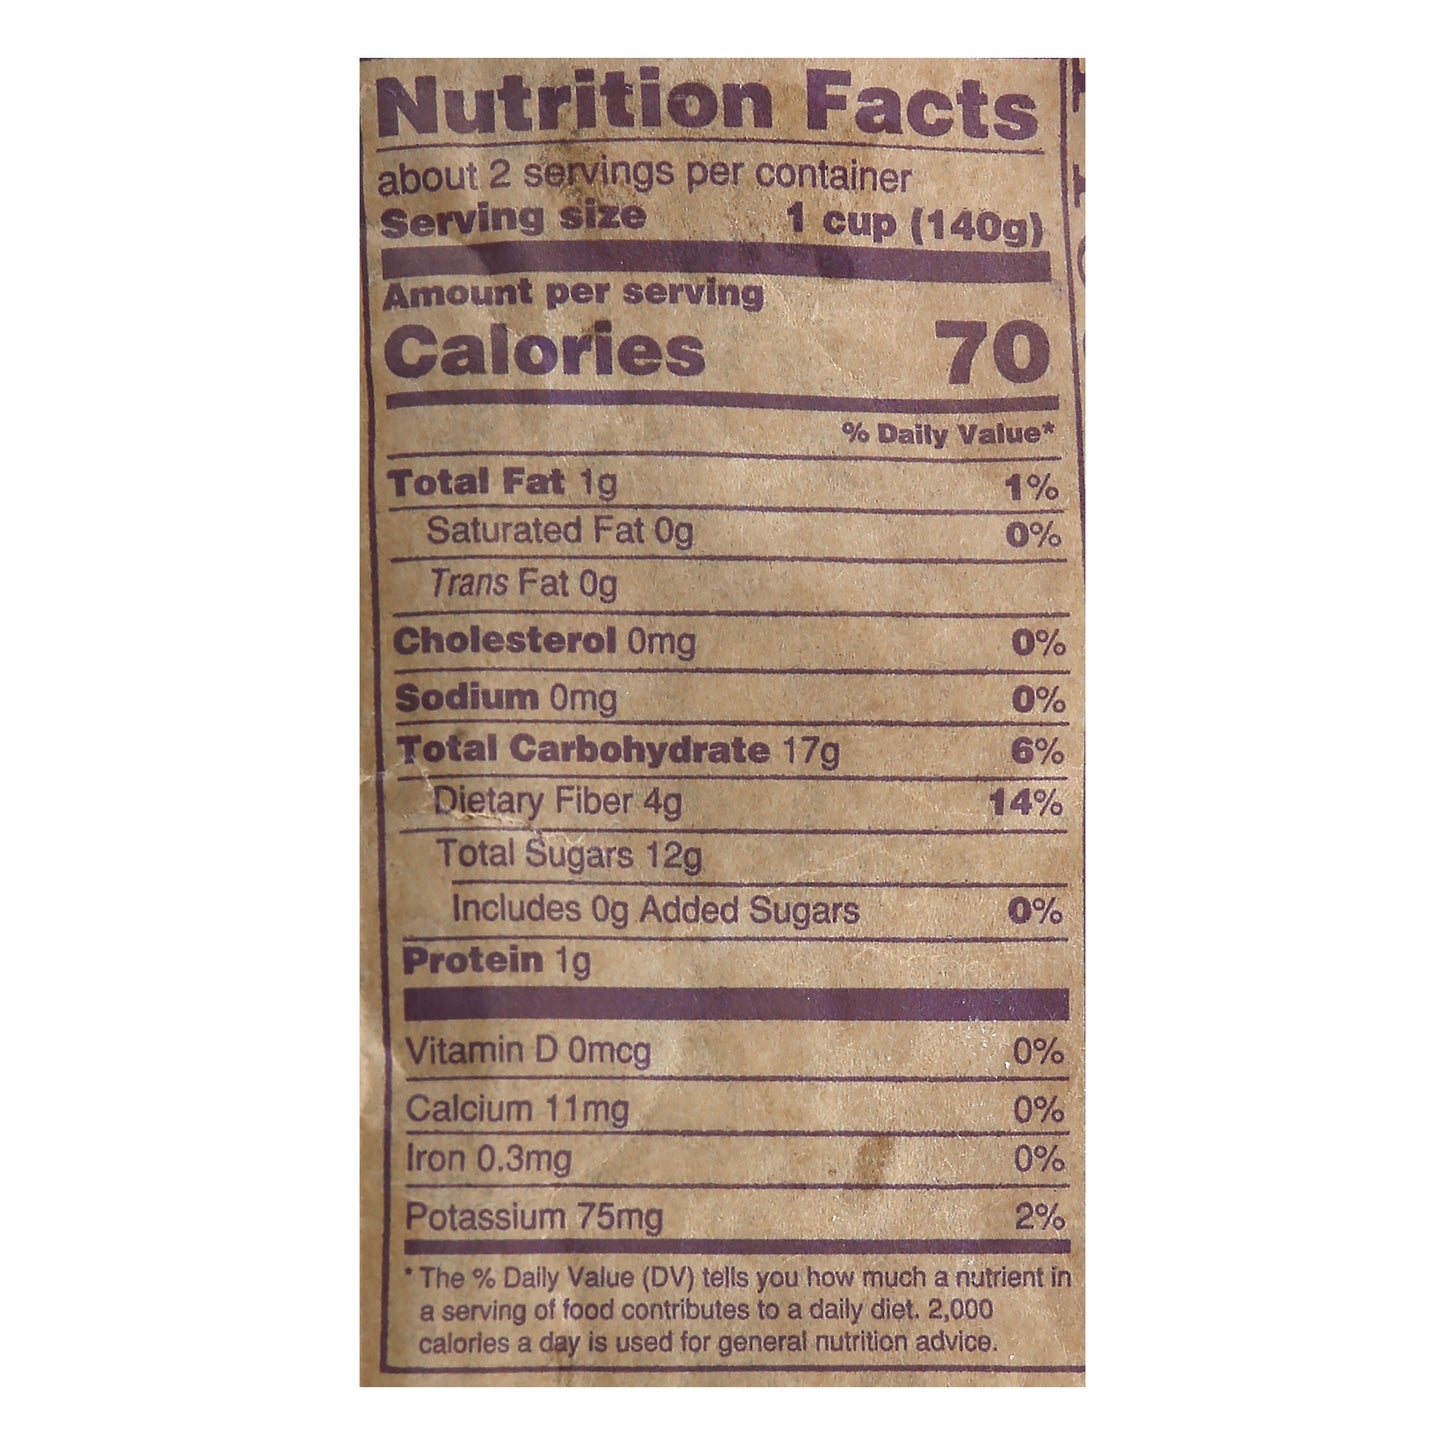 Nutrition Facts
about 2 servings per container
Serving size 1 cup (140g)
Amount per serving
Calories 70
% Daily Value*
Total Fat 1g 1%
Saturated Fat 0g 0%
Trans Fat 0g
Cholesterol 0mg 0%
Sodium 0mg 0%
Total Carbohydrate 17g 6%
Dietary Fiber 4g 14%
Total Sugars 12g
Includes 0g Added Sugars 0%
Protein 1g
Vitamin D 0mcg 0%
Calcium 11mg 0%
Iron 0.3mg 0%
Potassium 75mg 2%
* The % Daily Value (DV) tells you how much a nutrient in
a serving of food contributes to a daily diet. 2,000
calories a day is used for general nutrition advice.